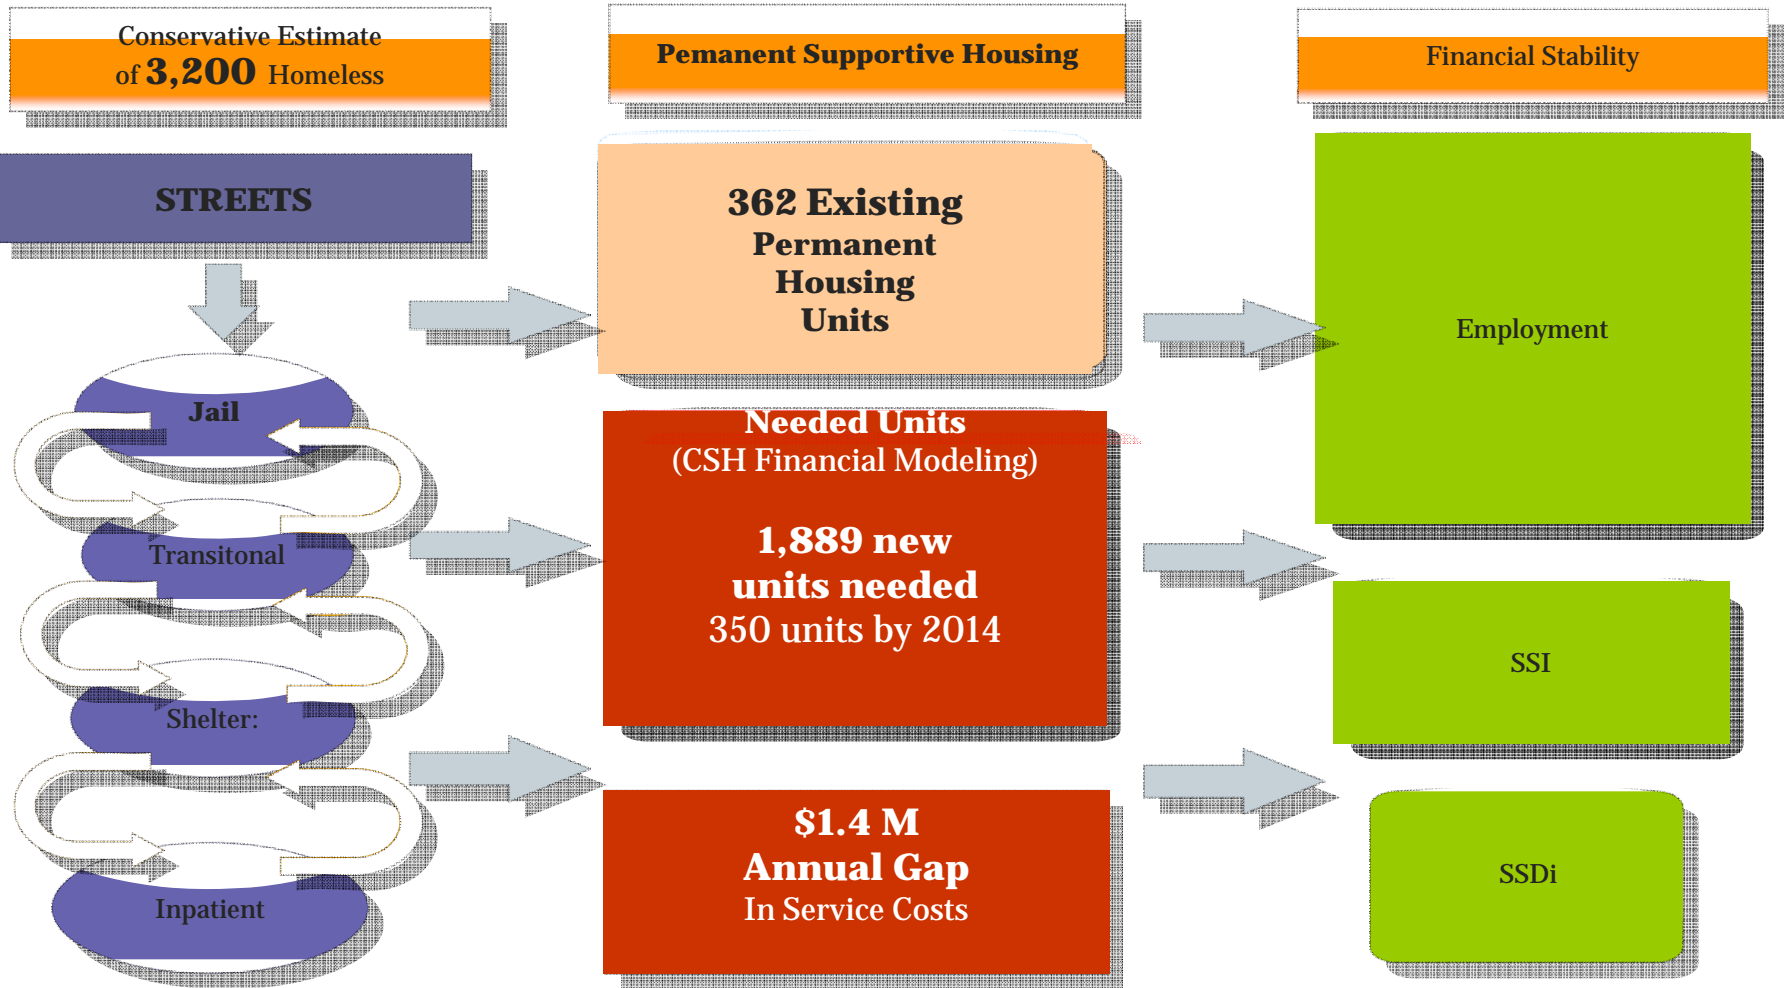 Conservative Estimate
of 3,200 Homeless
STREETS
Jail
Transitonal
Shelter:
Inpatient
Pemanent Supportive Housing
362 Existing
Permanent
Housing
Units
Needed Units
(CSH Financial Modeling)
1,889 new
units needed
350 units by 2014
$1.4 M
Annual Gap
In Service Costs
Financial Stability
Employment
SSI
SSDi